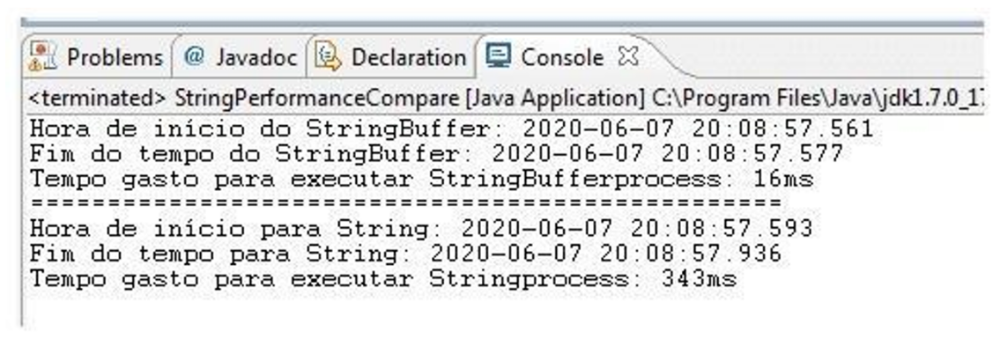 Problems @ Javadoc Declaration Console
<terminated> StringPerformanceCompare [Java Application] C:\Program Files\Java\jdk1.7.0_1
Hora de início do StringBuffer: 2020-06-07 20:08:57.561
Fim do tempo do StringBuffer: 2020-06-07 20:08:57.577
Tempo gasto para executar StringBufferprocess: 16ms
=================================================
Hora de início para String: 2020-06-07 20:08:57.593
Fim do tempo para String: 2020-06-07 20:08:57.936
Tempo gasto para executar Stringprocess: 343ms